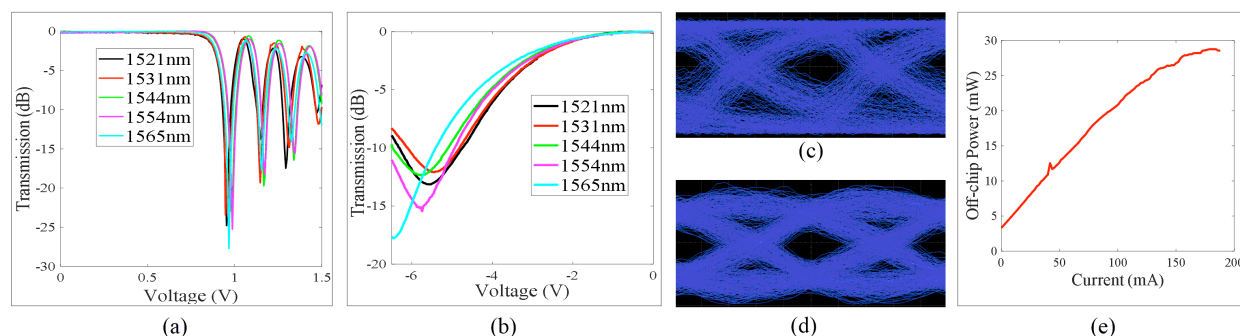 0
-5
-10
-15
-20
-25
-30
Transmission (dB)
1521nm
1531nm
1544nm
1554nm
1565nm
0
0.5
1
1.5
Voltage (V)
(a)
0
-5
-10
-15
-20
Transmission (dB)
1521nm
1531nm
1544nm
1554nm
1565nm
-6
-4
-2
0
Voltage (V)
(b)
(c)
(d)
30
25
20
15
10
5
0
Off-chip Power (mW)
0
50
100
150
200
Current (mA)
(e)